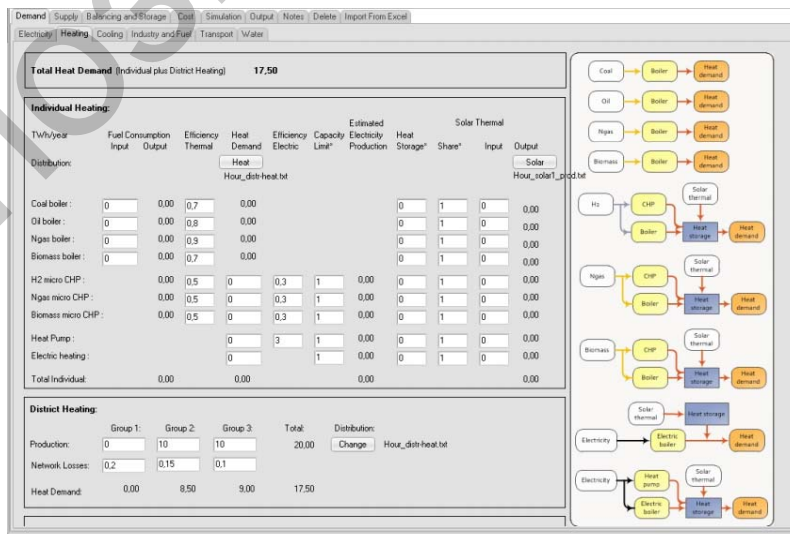 Demand Supply Balancing and Storage Cost Simulation Output Notes Delete Import From Excel
Electricity Heating Cooling Industry and Fuel Transport Water
Total Heat Demand (Individual plus District Heating) 17,50
Individual Heating:
Estimated Solar Thermal
TWh/year Fuel Consumption Efficiency Heat Efficiency Capacity Electricity Heat
Input Output Thermal Demand Electric Limit* Production Storage* Share* Input Output
Distribution: Heat Solar
Hour_distr-heat.txt Hour_solar1_prod.txt
Coal boiler : 0 0,00 0,7 0,00 0 1 0 0,00
Oil boiler : 0 0,00 0,8 0,00 0 1 0 0,00
Ngas boiler : 0 0,00 0,9 0,00 0 1 0 0,00
Biomass boiler : 0 0,00 0,7 0,00 0 1 0 0,00
H2 micro CHP : 0,00 0,5 0 0,3 1 0,00 0 1 0 0,00
Ngas micro CHP : 0,00 0,5 0 0,3 1 0,00 0 1 0 0,00
Biomass micro CHP : 0,00 0,5 0 0,3 1 0,00 0 1 0 0,00
Heat Pump : 0 3 1 0,00 0 1 0 0,00
Electric heating : 0 1 0,00 0 1 0 0,00
Total Individual: 0,00 0,00 0,00 0,00
District Heating:
Group 1: Group 2: Group 3: Total: Distribution:
Production: 0 10 10 20,00 Change Hour_distr-heat.txt
Network Losses: 0,2 0,15 0,1
Heat Demand: 0,00 8,50 9,00 17,50
Coal Boiler Heat demand
Oil Boiler Heat demand
Ngas Boiler Heat demand
Biomass Boiler Heat demand
Solar thermal
H2 CHP
Boiler Heat storage Heat demand
Solar thermal
Ngas CHP
Boiler Heat storage Heat demand
Solar thermal
Biomass CHP
Boiler Heat storage Heat demand
Solar thermal Heat storage
Electricity Electric boiler Heat demand
Electricity Heat pump Solar thermal
Electric boiler Heat storage Heat demand